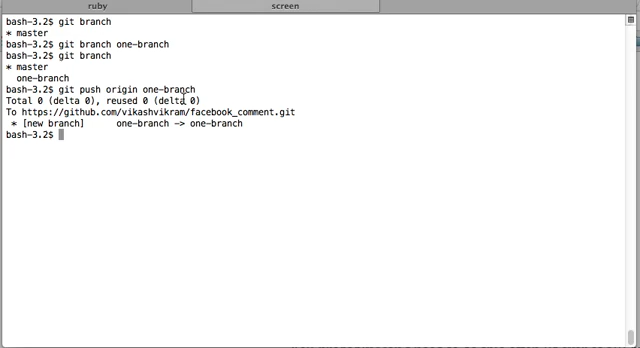 ruby
screen
bash-3.2$ git branch
* master
bash-3.2$ git branch one-branch
bash-3.2$ git branch
* master
  one-branch
bash-3.2$ git push origin one-branch
Total 0 (delta 0), reused 0 (delta 0)
To https://github.com/vikashvikram/facebook_comment.git
 * [new branch]      one-branch -> one-branch
bash-3.2$